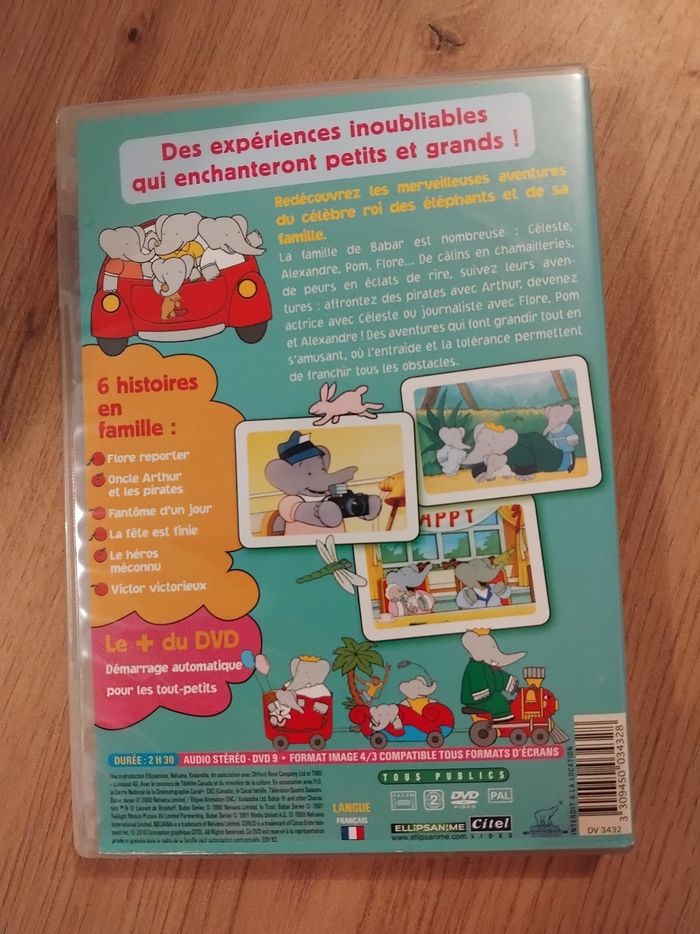 Des expériences inoubliables
qui enchanteront petits et grands !
Redécouvrez les merveilleuses aventures
du célèbre roi des éléphants et de sa
famille.
La famille de Babar est nombreuse : Céleste,
Alexandre, Pom, Flore... De câlins en chamailleries,
de peurs en éclats de rire, suivez leurs aven-
tures : affrontez des pirates avec Arthur, devenez
actrice avec Céleste ou journaliste avec Flore, Pom
et Alexandre ! Des aventures qui font grandir tout en
s'amusant, où l'entraide et la tolérance permettent
de franchir tous les obstacles.
6 histoires
en
famille :
Flore reporter
Oncle Arthur
et les pirates
Fantôme d'un jour
La fête est finie
Le héros
méconnu
Victor victorieux
APPY
Le + du DVD
Démarrage automatique
pour les tout-petits
DURÉE : 2 H 30 AUDIO STÉRÉO - DVD 9 • FORMAT IMAGE 4/3 COMPATIBLE TOUS FORMATS D'ÉCRANS
TOUS PUBLICS
LANGUE
FRANÇAIS
2
DVD
VIDEO
PAL
ELLIPSANIME
www.ellipsanime.com
Citel
VIDEO
INTERDIT À LA LOCATION
3 309450 034328
DV 3432